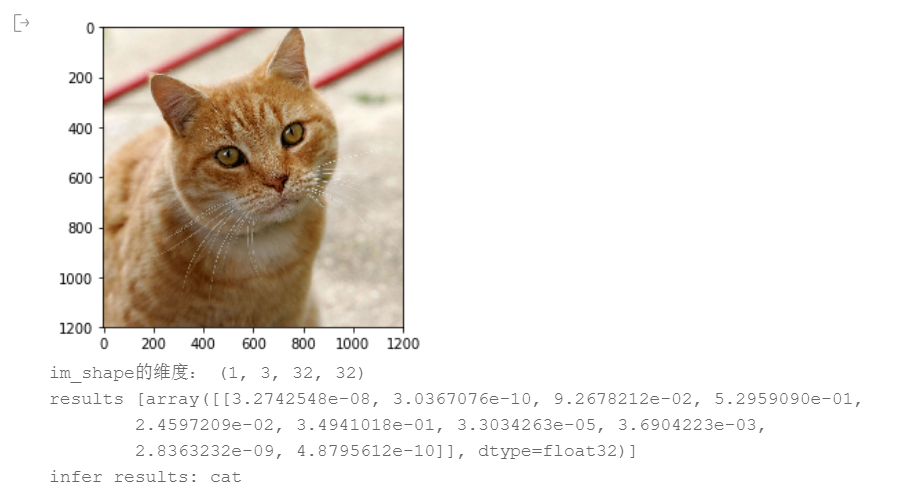 0
200
400
600
800
1000
1200
0 200 400 600 800 1000 1200
im_shape的维度： (1, 3, 32, 32)
results [array([[3.2742548e-08, 3.0367076e-10, 9.2678212e-02, 5.2959090e-01,
2.4597209e-02, 3.4941018e-01, 3.3034263e-05, 3.6904223e-03,
2.8363232e-09, 4.8795612e-10]], dtype=float32)]
infer results: cat